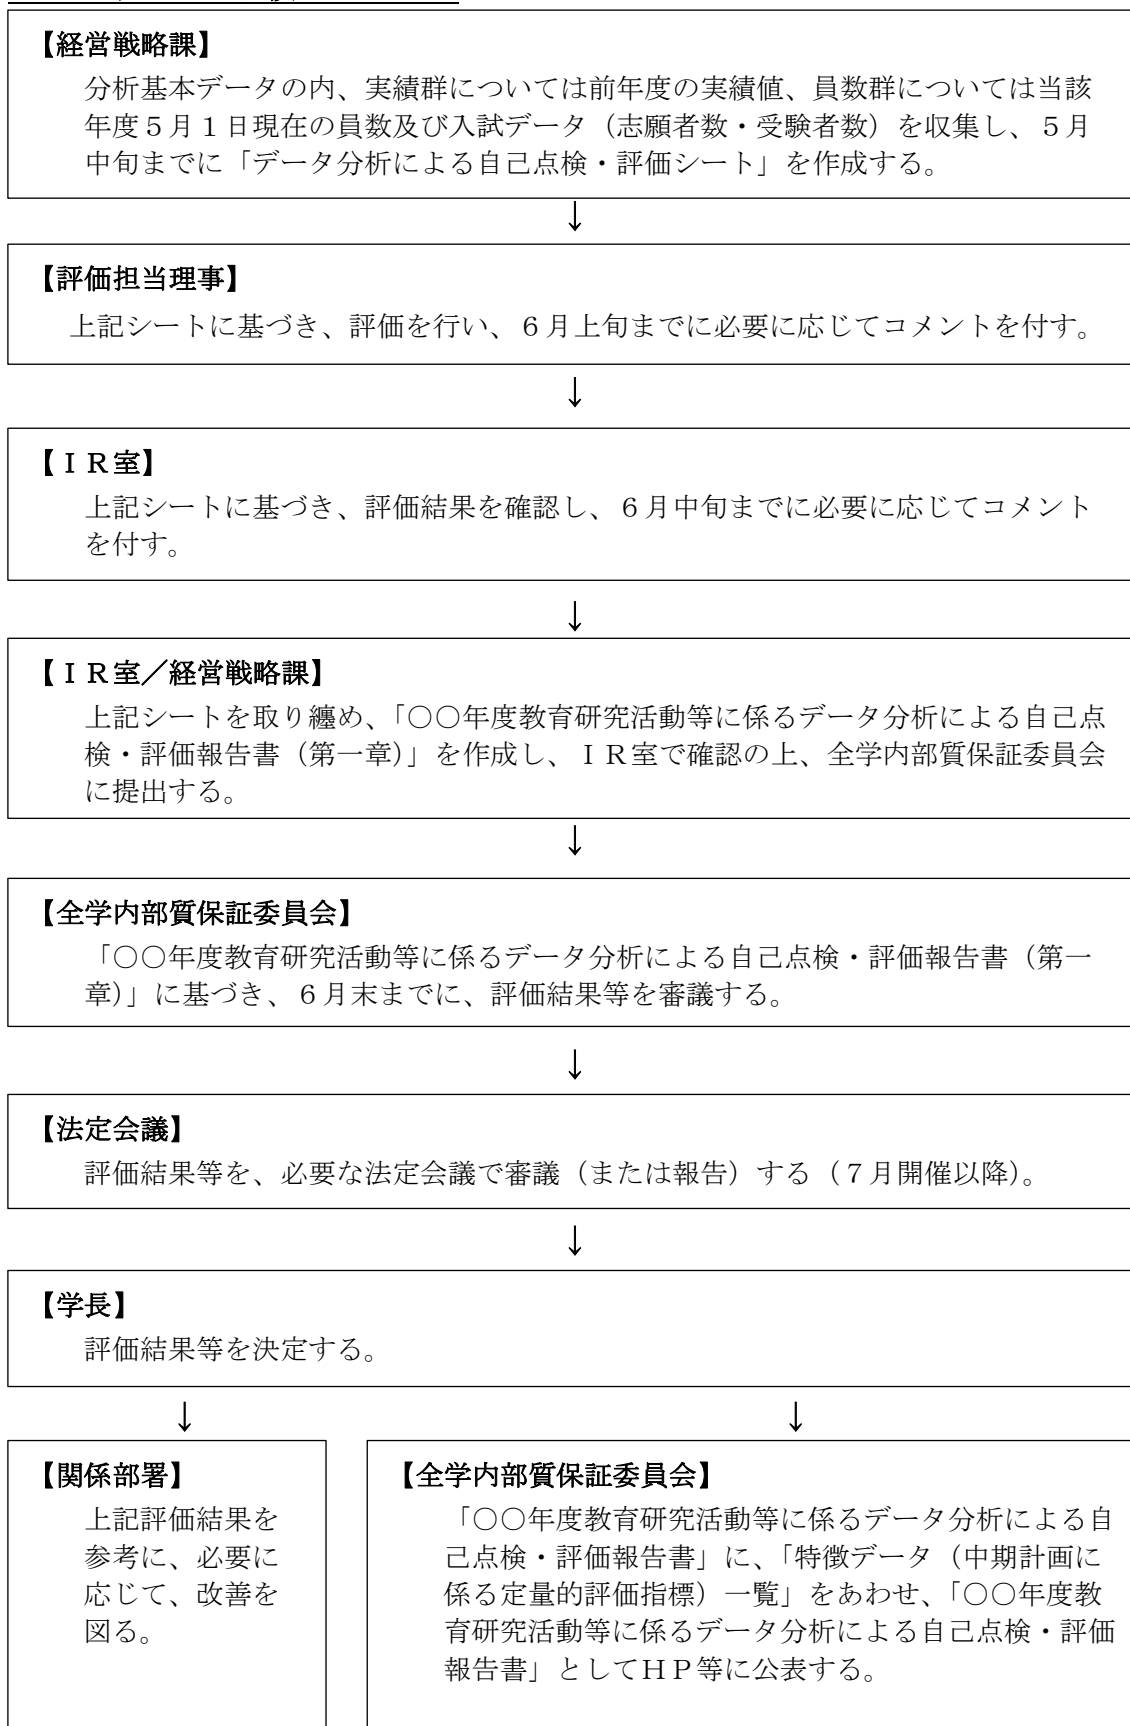 【経営戦略課】
分析基本データの内、実績群については前年度の実績値、員数群については当該
年度５月１日現在の員数及び入試データ（志願者数・受験者数）を収集し、５月
中旬までに「データ分析による自己点検・評価シート」を作成する。
↓
【評価担当理事】
上記シートに基づき、評価を行い、６月上旬までに必要に応じてコメントを付す。
↓
【ＩＲ室】
上記シートに基づき、評価結果を確認し、６月中旬までに必要に応じてコメント
を付す。
↓
【ＩＲ室／経営戦略課】
上記シートを取り纏め、「○○年度教育研究活動等に係るデータ分析による自己点
検・評価報告書（第一章）」を作成し、ＩＲ室で確認の上、全学内部質保証委員会
に提出する。
↓
【全学内部質保証委員会】
「○○年度教育研究活動等に係るデータ分析による自己点検・評価報告書（第一
章）」に基づき、６月末までに、評価結果等を審議する。
↓
【法定会議】
評価結果等を、必要な法定会議で審議（または報告）する（７月開催以降）。
↓
【学長】
評価結果等を決定する。
↓ ↓
【関係部署】
上記評価結果を
参考に、必要に
応じて、改善を
図る。
【全学内部質保証委員会】
「○○年度教育研究活動等に係るデータ分析による自
己点検・評価報告書」に、「特徴データ（中期計画に
係る定量的評価指標）一覧」をあわせ、「○○年度教
育研究活動等に係るデータ分析による自己点検・評価
報告書」としてＨＰ等に公表する。